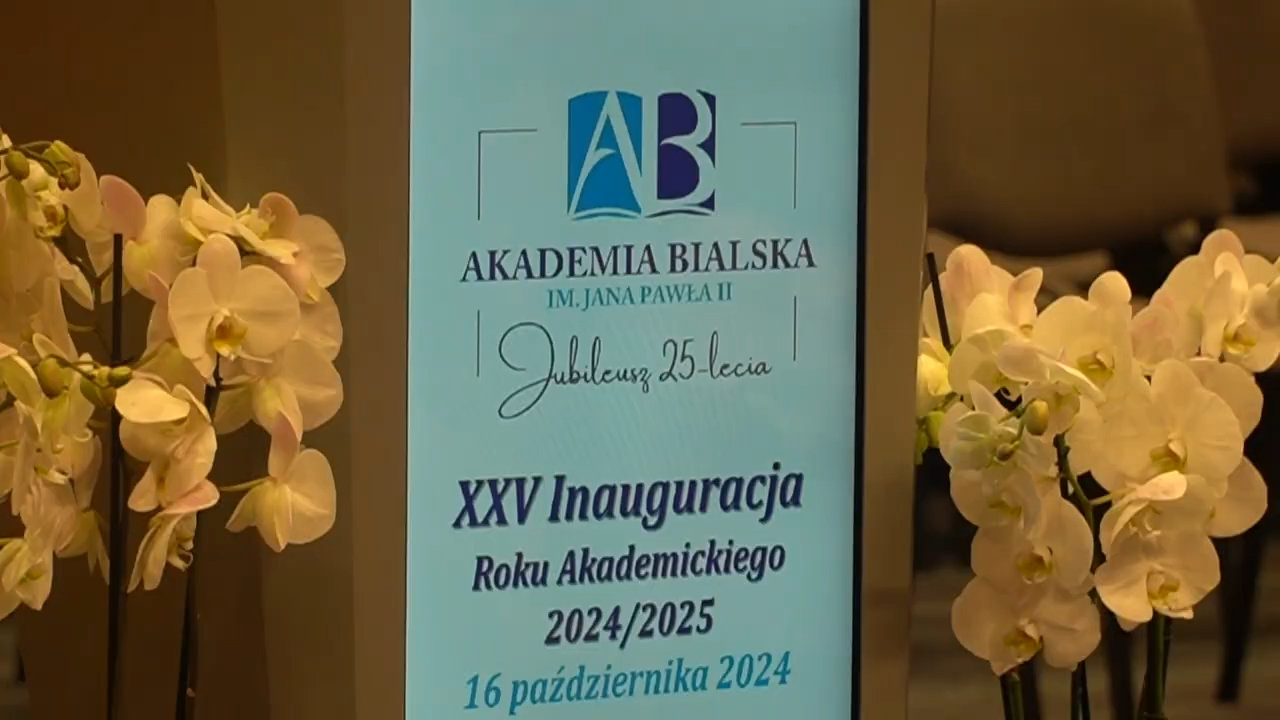 AB
AKADEMIA BIALSKA
IM. JANA PAWŁA II
Jubileusz 25-lecia
XXV Inauguracja
Roku Akademickiego
2024/2025
16 października 2024